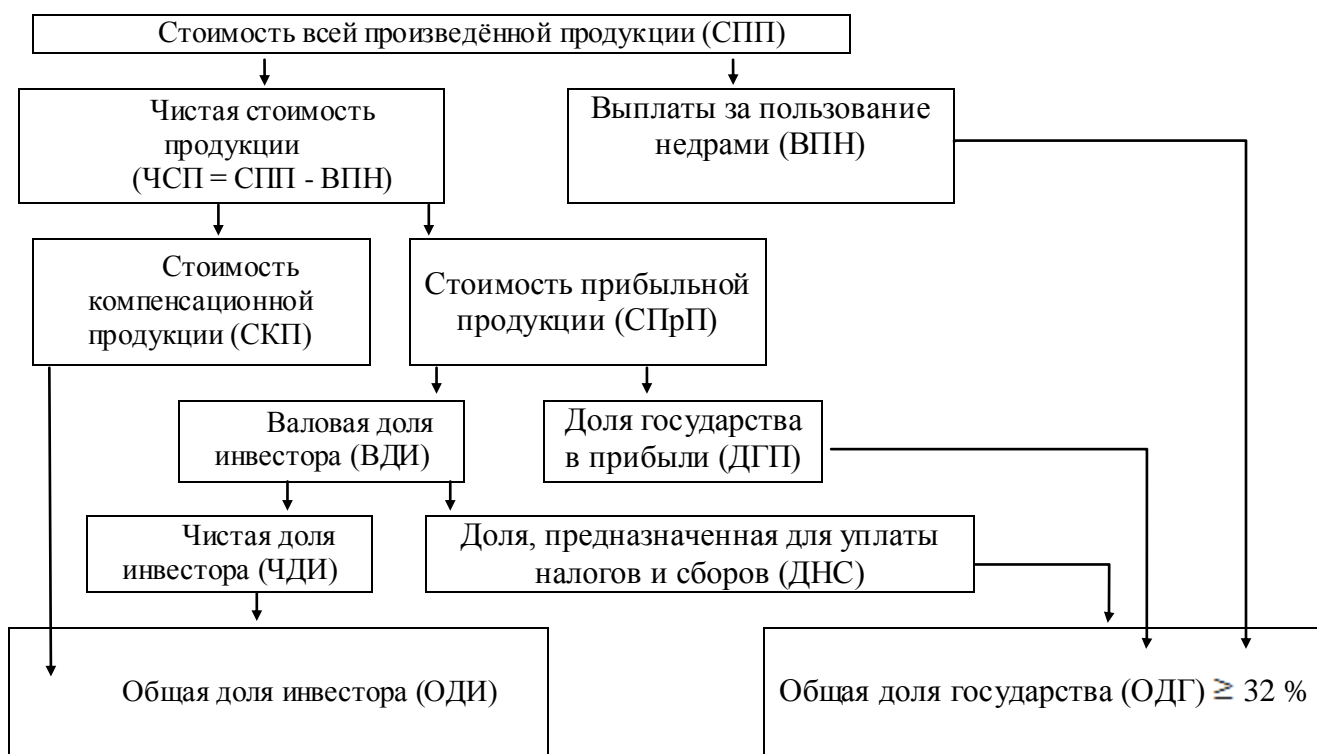 Стоимость всей произведённой продукции (СПП)
Чистая стоимость
продукции
(ЧСП = СПП - ВПН)
Выплаты за пользование
недрами (ВПН)
Стоимость
компенсационной
продукции (СКП)
Стоимость прибыльной
продукции (СПрП)
Валовая доля
инвестора (ВДИ)
Доля государства
в прибыли (ДГП)
Чистая доля
инвестора (ЧДИ)
Доля, предназначенная для уплаты
налогов и сборов (ДНС)
Общая доля инвестора (ОДИ)
Общая доля государства (ОДГ) ≥ 32 %